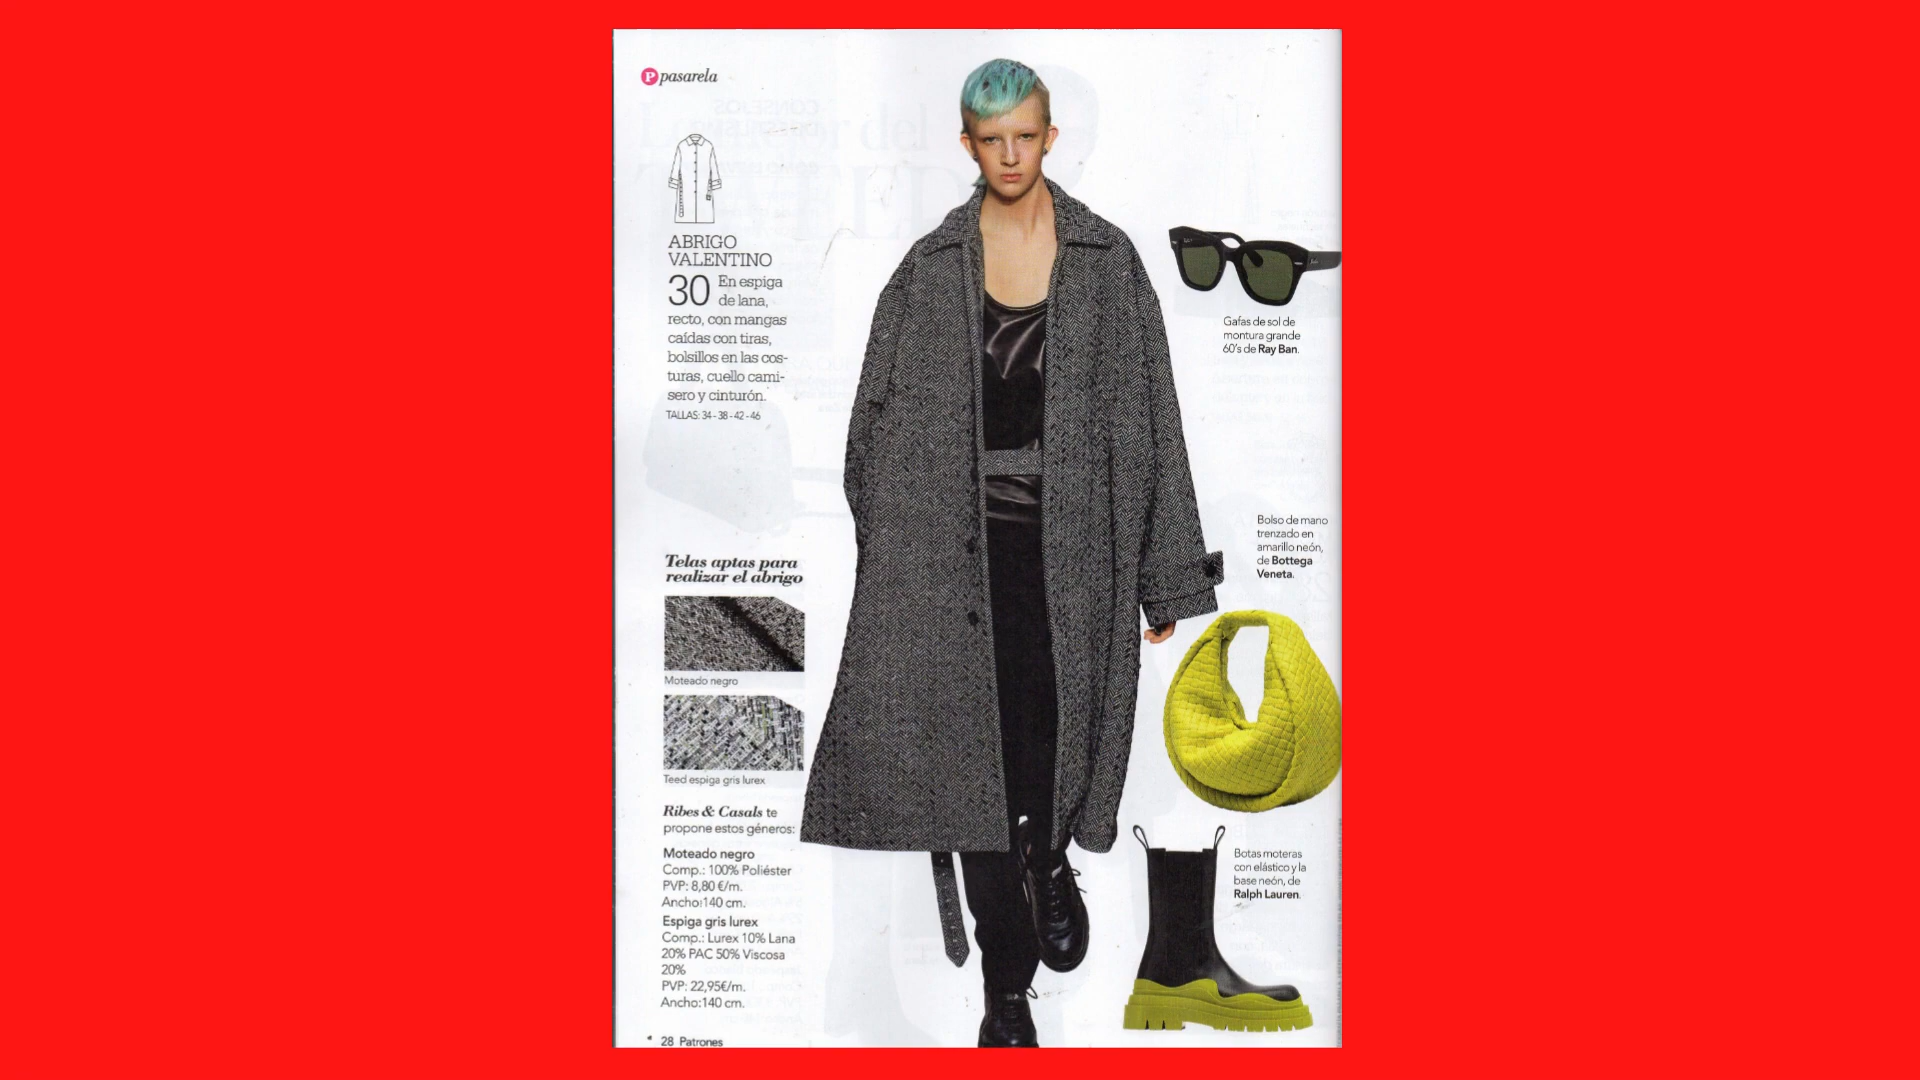 P pasarela
ABRIGO
VALENTINO
30 En espiga
de lana,
recto, con mangas
caídas con tiras,
bolsillos en las cos-
turas, cuello cami-
sero y cinturón.
TALLAS: 34 - 38 - 42 - 46
Telas aptas para
realizar el abrigo
Moteado negro
Teed espiga gris lurex
Ribes & Casals te
propone estos géneros:
Moteado negro
Comp.: 100% Poliéster
PVP: 8,80 €/m.
Ancho:140 cm.
Espiga gris lurex
Comp.: Lurex 10% Lana
20% PAC 50% Viscosa
20%
PVP: 22,95€/m.
Ancho:140 cm.
28 Patrones
Gafas de sol de
montura grande
60's de Ray Ban.
Bolso de mano
trenzado en
amarillo neón,
de Bottega
Veneta.
Botas moteras
con elástico y la
base neón, de
Ralph Lauren.